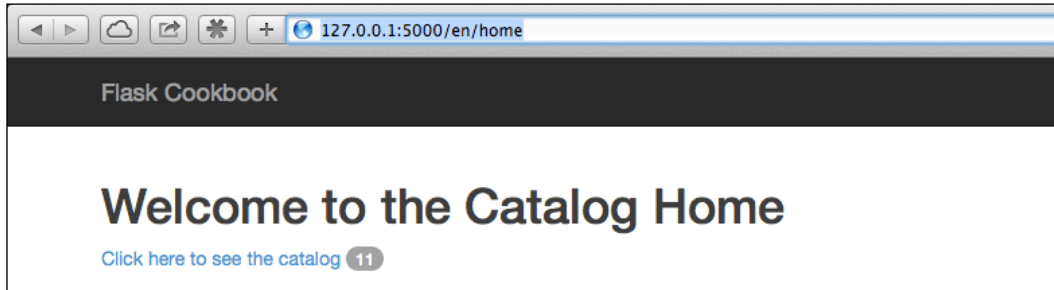 127.0.0.1:5000/en/home
Flask Cookbook
Welcome to the Catalog Home
Click here to see the catalog 11